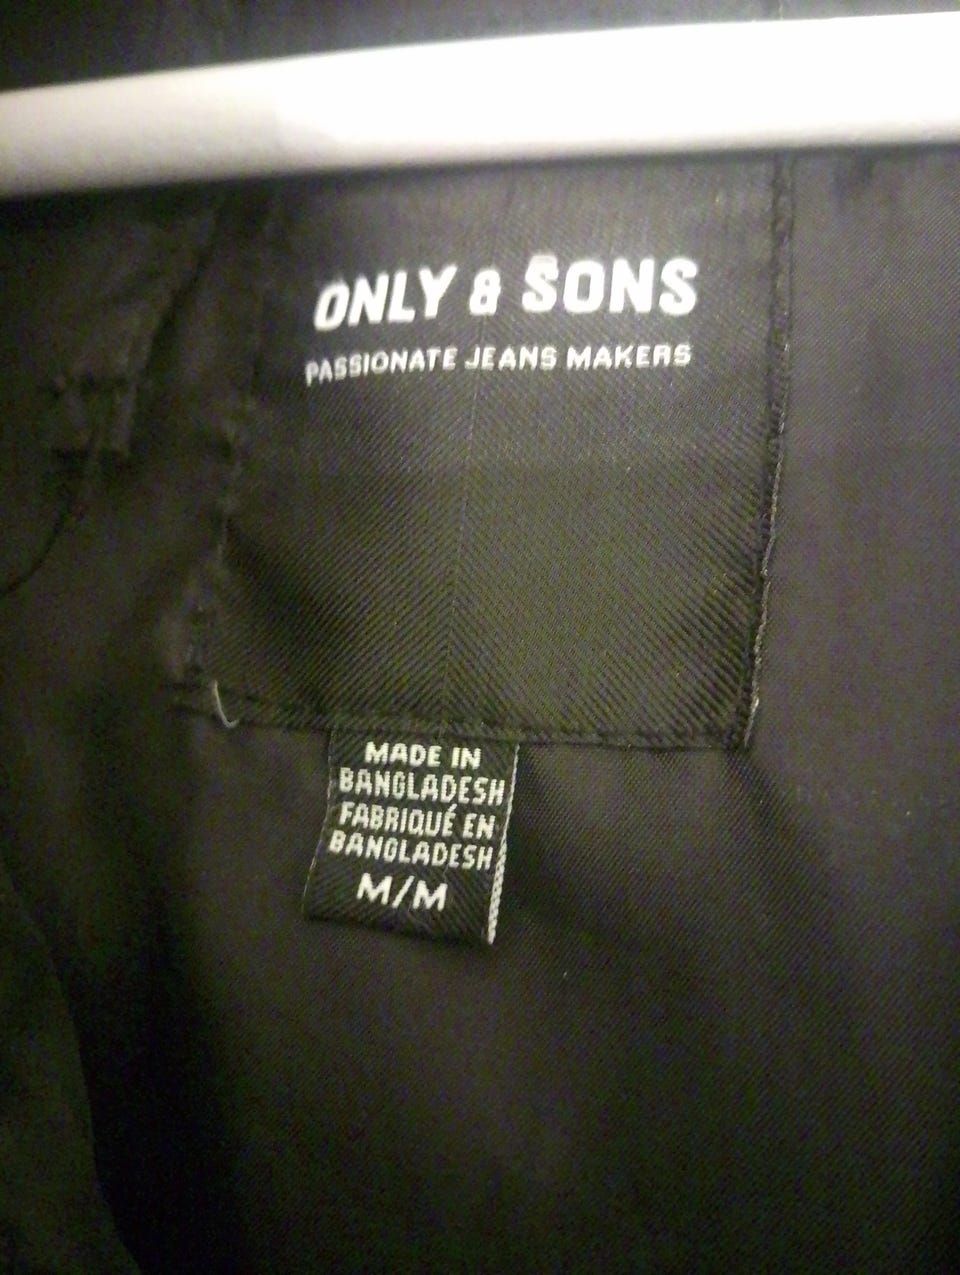 ONLY & SONS
PASSIONATE JEANS MAKERS
MADE IN
BANGLADESH
FABRIQUÉ EN
BANGLADESH
M/M